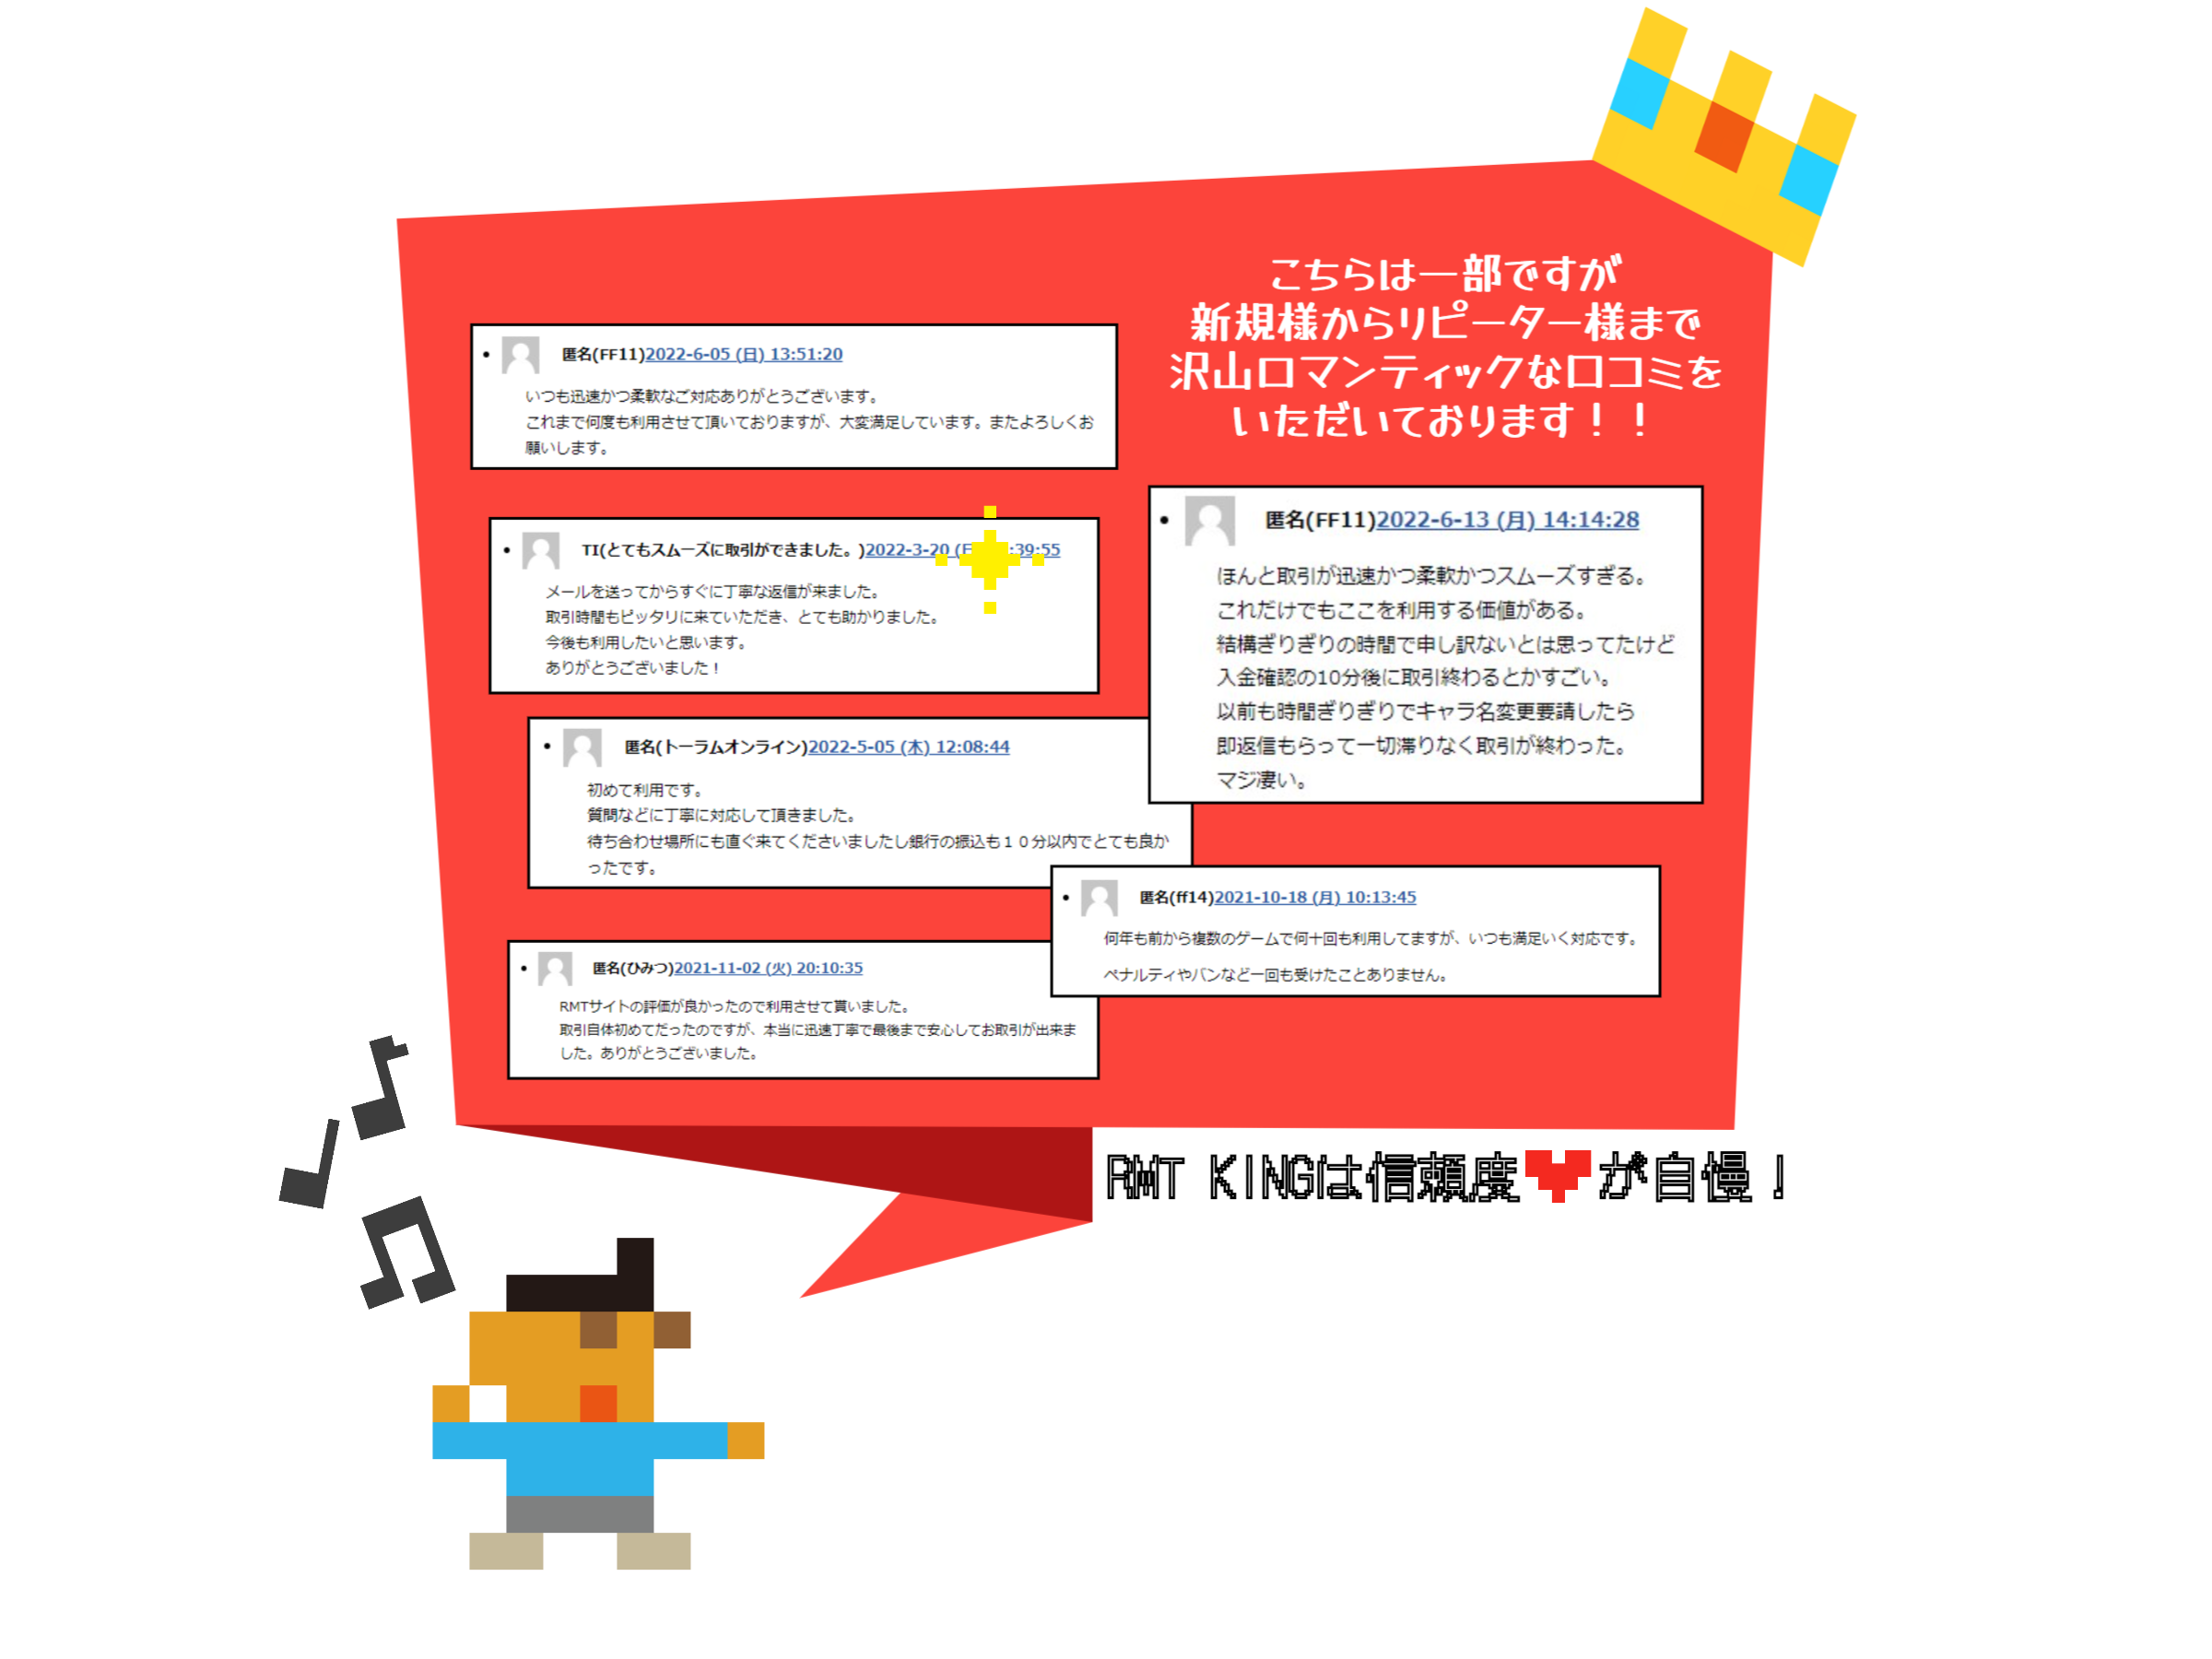 こちらは一部ですが
新規様からリピーター様まで
沢山ロマンティックな口コミを
いただいております！！
匿名(FF11)2022-6-05 (日) 13:51:20
いつも迅速かつ柔軟なご対応ありがとうございます。
これまで何度も利用させて頂いておりますが、大変満足しています。またよろしくお
願いします。
TI(とてもスムーズに取引ができました。)2022-3-20 :39:55
メールを送ってからすぐに丁寧な返信が来ました。
取引時間もピッタリに来ていただき、とても助かりました。
今後も利用したいと思います。
ありがとうございました！
匿名(FF11)2022-6-13 (月) 14:14:28
ほんと取引が迅速かつ柔軟かつスムーズすぎる。
これだけでもここを利用する価値がある。
結構ぎりぎりの時間で申し訳ないとは思ってたけど
入金確認の10分後に取引終わるとかすごい。
以前も時間ぎりぎりでキャラ名変更要請したら
即返信もらって一切滞りなく取引が終わった。
マジ凄い。
匿名(トーラムオンライン)2022-5-05 (木) 12:08:44
初めて利用です。
質問などに丁寧に対応して頂きました。
待ち合わせ場所にも直ぐ来てくださいましたし銀行の振込も１０分以内でとても良か
ったです。
匿名(ff14)2021-10-18 (月) 10:13:45
何年も前から複数のゲームで何十回も利用してますが、いつも満足いく対応です。
ペナルティやバンなど一回も受けたことありません。
匿名(ひみつ)2021-11-02 (火) 20:10:35
RMTサイトの評価が良かったので利用させて貰いました。
取引自体初めてだったのですが、本当に迅速丁寧で最後まで安心してお取引が出来ま
した。ありがとうございました。
RMT KINGは信頼度が自慢！